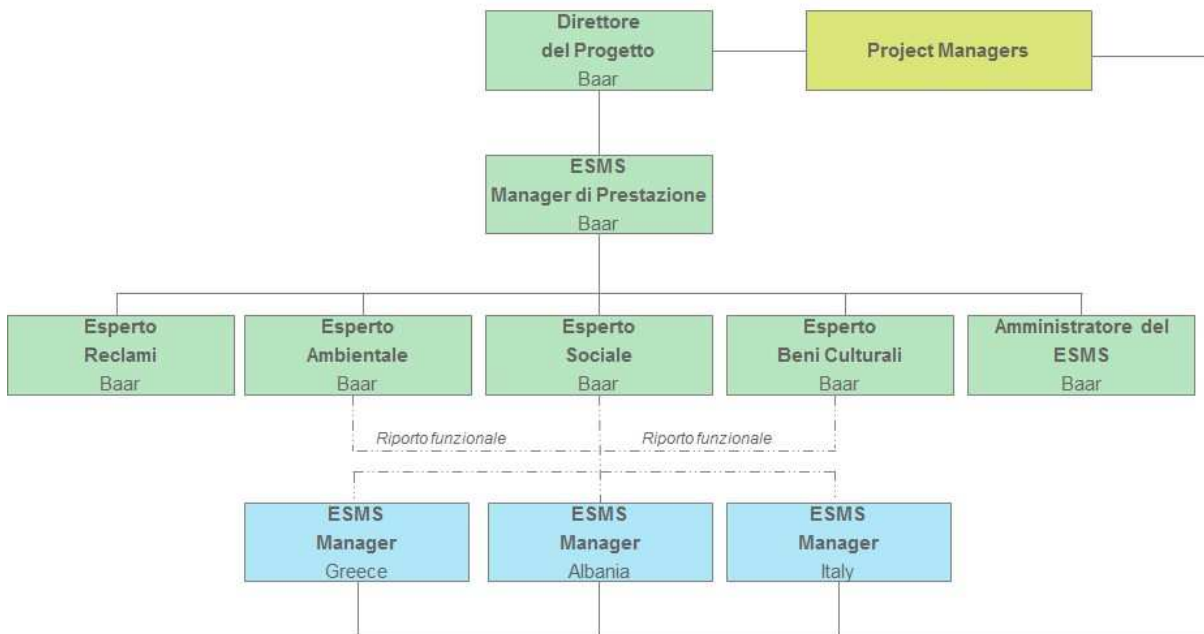 Direttore
del Progetto
Baar
Project Managers
ESMS
Manager di Prestazione
Baar
Esperto
Reclami
Baar
Esperto
Ambientale
Baar
Esperto
Sociale
Baar
Esperto
Beni Culturali
Baar
Amministratore del
ESMS
Baar
Riporto funzionale
Riporto funzionale
ESMS
Manager
Greece
ESMS
Manager
Albania
ESMS
Manager
Italy